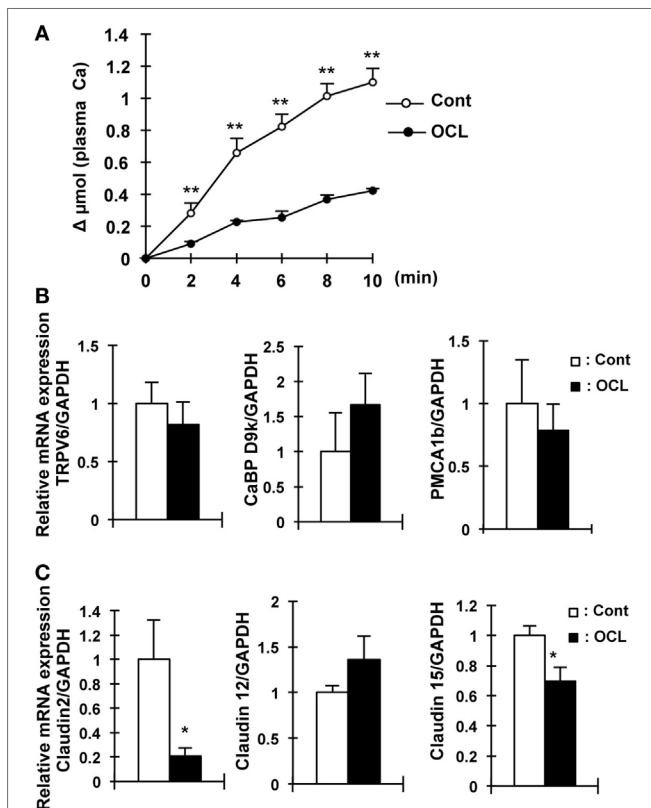 A
Δ μmol (plasma Ca)
1.4
1.2
1
0.8
0.6
0.4
0.2
0
** ** ** ** **
Cont
OCL
0 2 4 6 8 10 (min)
B
Relative mRNA expression
TRPV6/GAPDH
1.5
1
0.5
0
CaBP D9k/GAPDH
2.5
2
1.5
1
0.5
0
PMCA1b/GAPDH
1.5
1
0.5
0
: Cont
: OCL
C
Relative mRNA expression
Claudin2/GAPDH
1.4
1.2
1
0.8
0.6
0.4
0.2
0
*
Claudin 12/GAPDH
2
1.5
1
0.5
0
Claudin 15/GAPDH
1.2
1
0.8
0.6
0.4
0.2
0
*
: Cont
: OCL